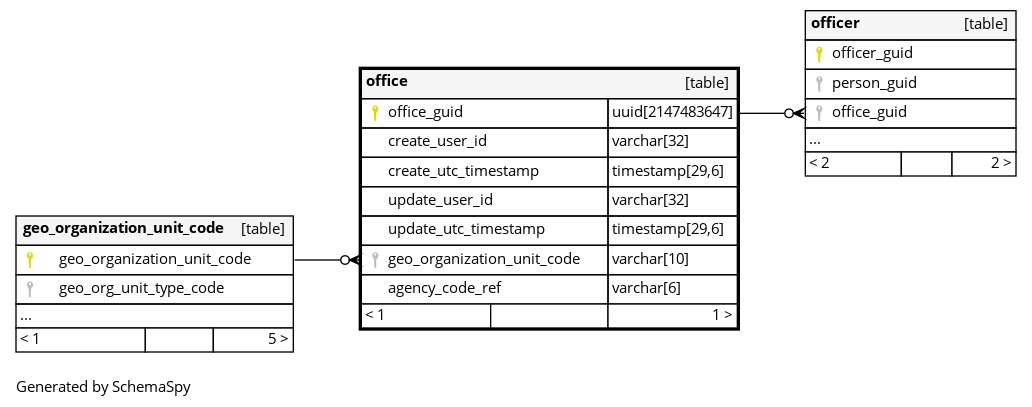 officer [table]
officer_guid
person_guid
office_guid
...
< 2 2 >
office [table]
office_guid uuid[2147483647]
create_user_id varchar[32]
create_utc_timestamp timestamp[29,6]
update_user_id varchar[32]
update_utc_timestamp timestamp[29,6]
geo_organization_unit_code varchar[10]
agency_code_ref varchar[6]
< 1 1 >
geo_organization_unit_code [table]
geo_organization_unit_code
geo_org_unit_type_code
...
< 1 5 >
Generated by SchemaSpy